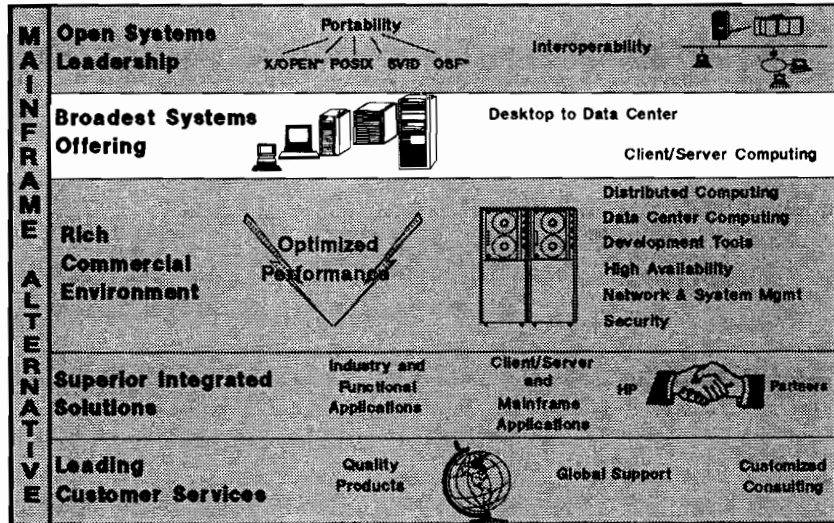 MAINFRAME ALTERNATIVE
Open Systeme
Leadership
Portability
X/OPEN™ POSIX SVID OSF™
Interoperability
Broadest Systems
Offering
Desktop to Data Center
Client/Server Computing
Rich
Commercial
Environment
Optimized
Performance
Distributed Computing
Data Center Computing
Development Tools
High Availability
Network & System Mgmt
Security
Superior Integrated
Solutions
Industry and
Functional
Applications
Client/Server
and
Mainframe
Applications
HP
Partners
Leading
Customer Services
Quality
Products
Global Support
Customized
Consulting